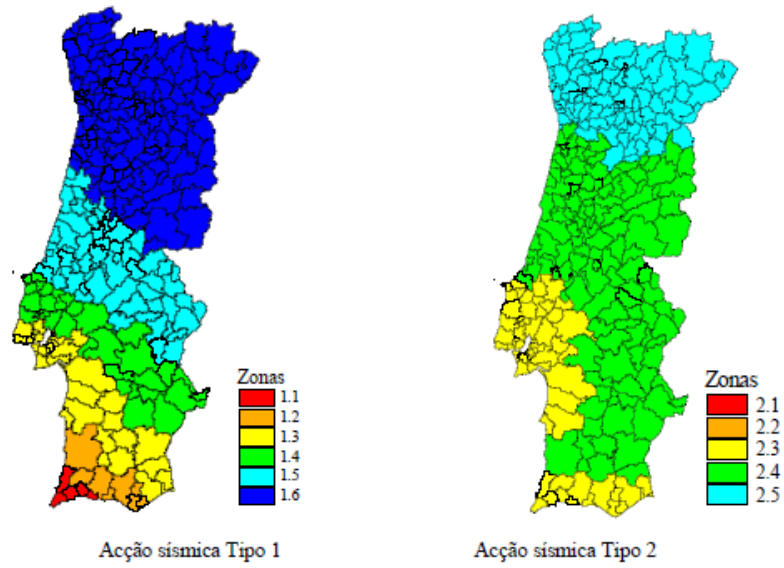 Zonas
1.1
1.2
1.3
1.4
1.5
1.6
Acção sísmica Tipo 1
Zonas
2.1
2.2
2.3
2.4
2.5
Acção sísmica Tipo 2